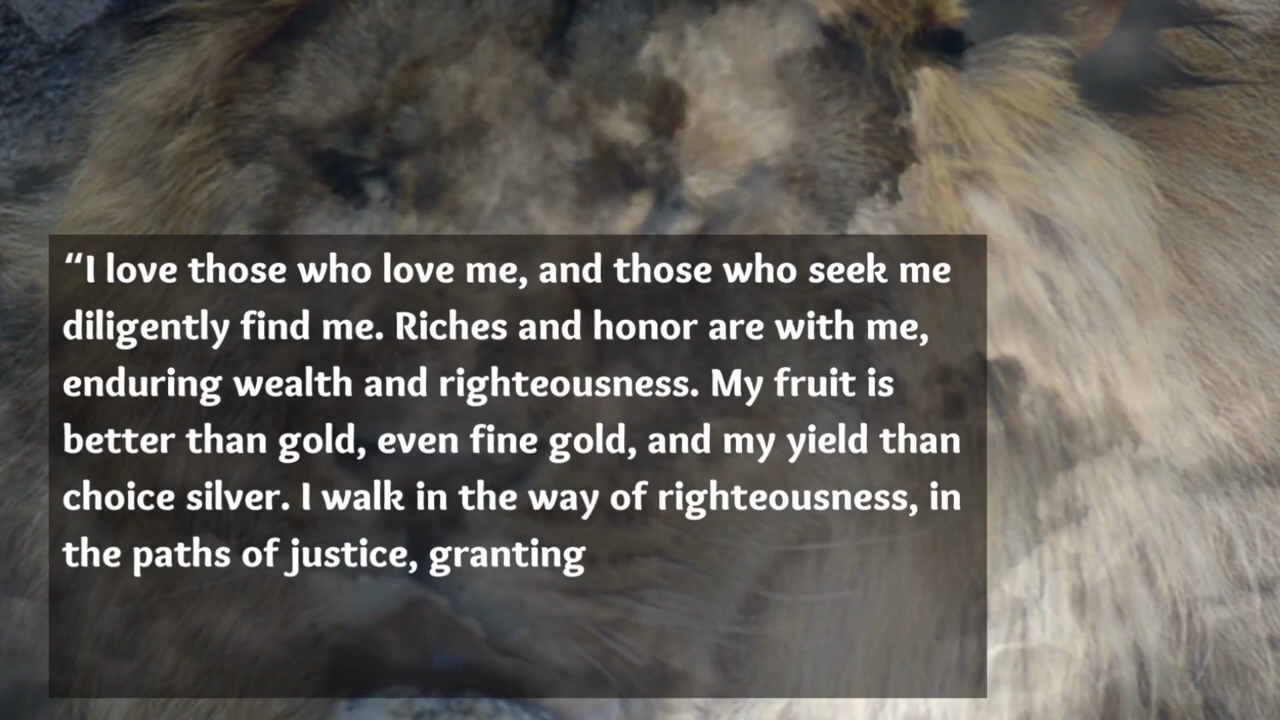 “I love those who love me, and those who seek me
diligently find me. Riches and honor are with me,
enduring wealth and righteousness. My fruit is
better than gold, even fine gold, and my yield than
choice silver. I walk in the way of righteousness, in
the paths of justice, granting